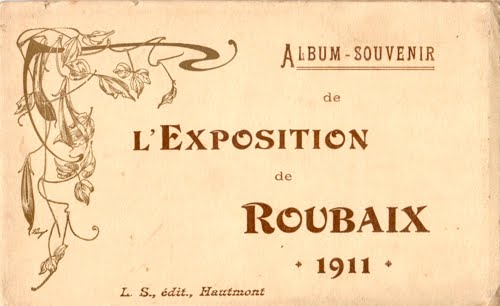 ALBUM-SOUVENIR
de
L'EXPOSITION
de
ROUBAIX
1911
L. S., édit., Hautmont